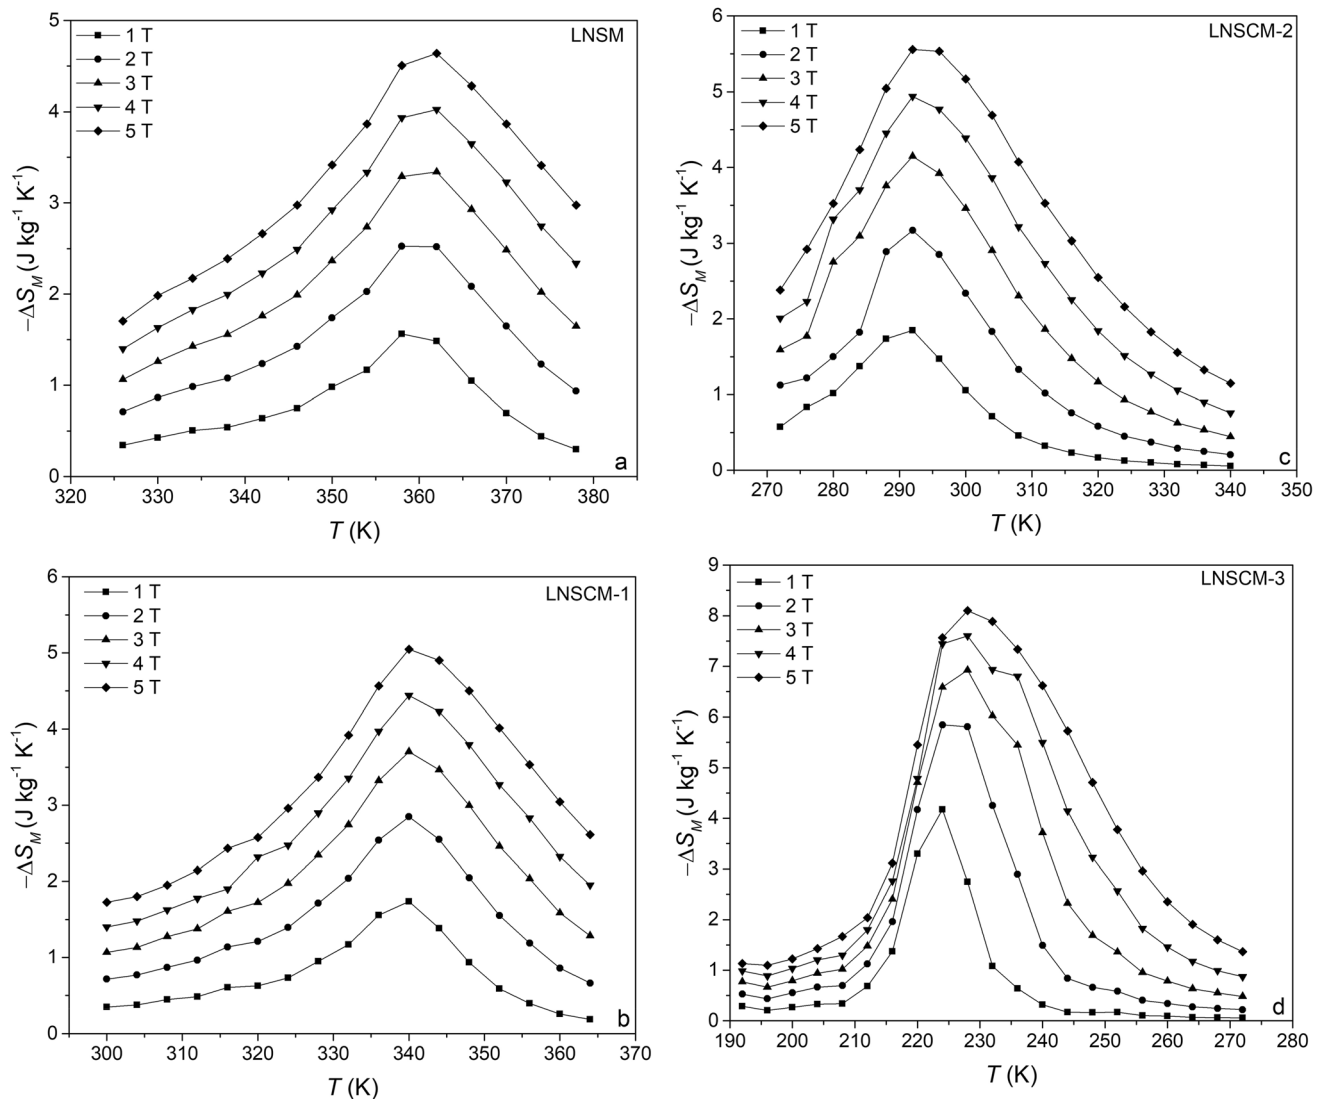 LNSM
1 T
2 T
3 T
4 T
5 T
5
4
3
2
1
0
−ΔS_M (J kg⁻¹ K⁻¹)
320 330 340 350 360 370 380
T (K)
a
LNSCM-2
1 T
2 T
3 T
4 T
5 T
6
5
4
3
2
1
0
−ΔS_M (J kg⁻¹ K⁻¹)
270 280 290 300 310 320 330 340 350
T (K)
c
LNSCM-1
1 T
2 T
3 T
4 T
5 T
6
5
4
3
2
1
0
−ΔS_M (J kg⁻¹ K⁻¹)
300 310 320 330 340 350 360 370
T (K)
b
LNSCM-3
1 T
2 T
3 T
4 T
5 T
9
8
7
6
5
4
3
2
1
0
−ΔS_M (J kg⁻¹ K⁻¹)
190 200 210 220 230 240 250 260 270 280
T (K)
d